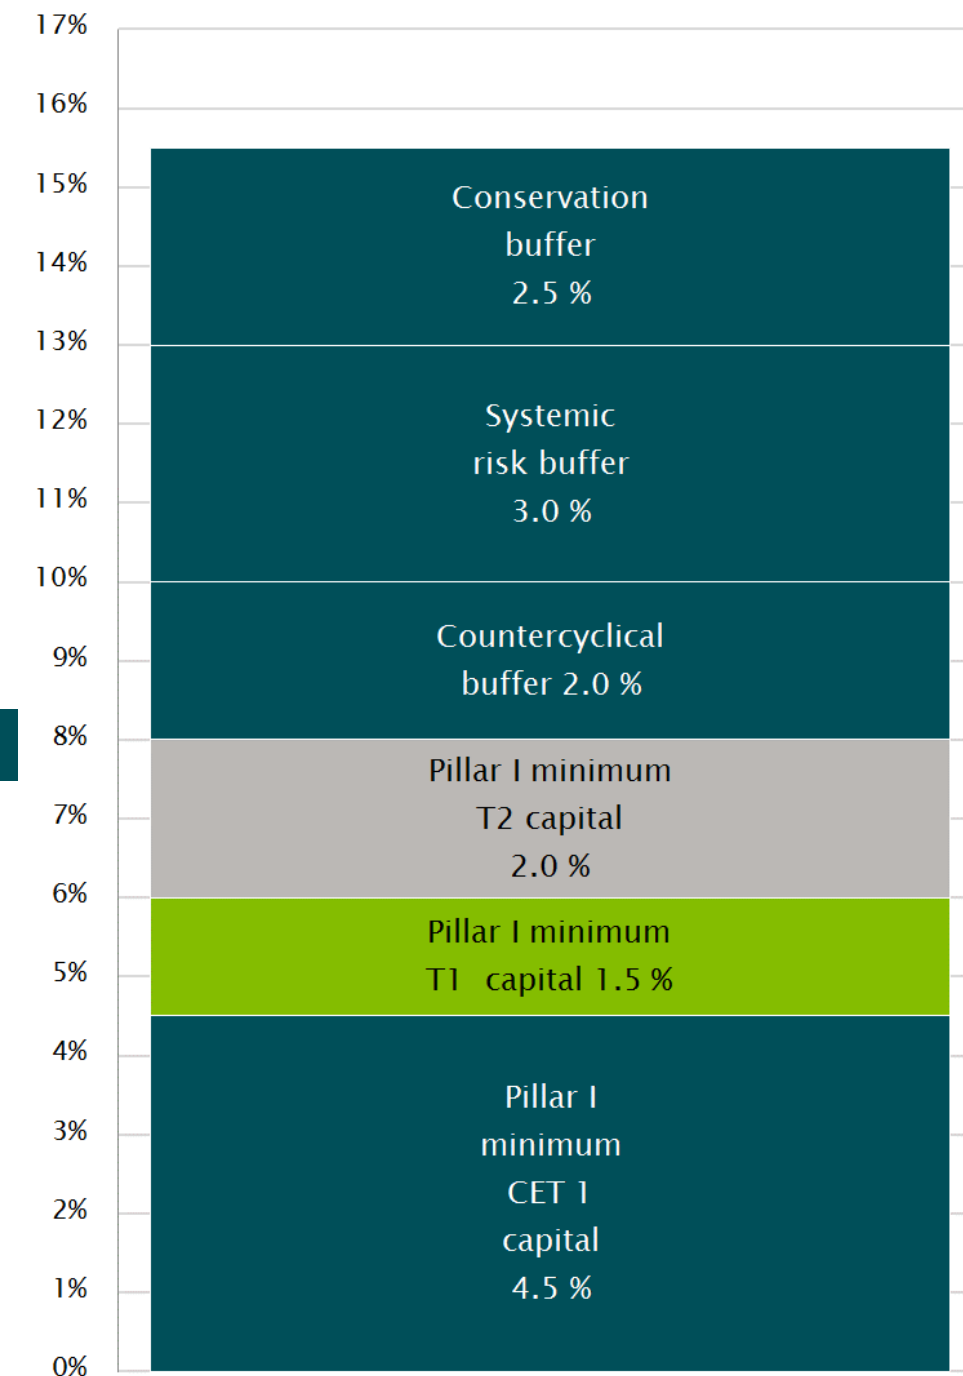 17%
16%
15%
14%
13%
12%
11%
10%
9%
8%
7%
6%
5%
4%
3%
2%
1%
0%
Conservation
buffer
2.5 %
Systemic
risk buffer
3.0 %
Countercyclical
buffer 2.0 %
Pillar I minimum
T2 capital
2.0 %
Pillar I minimum
T1 capital 1.5 %
Pillar I
minimum
CET 1
capital
4.5 %